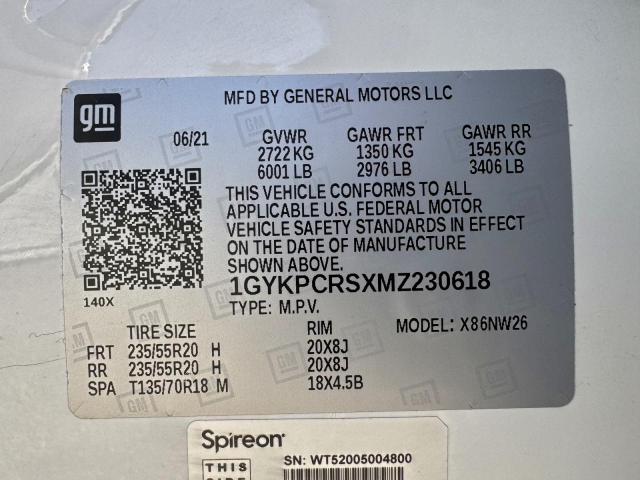 gm
MFD BY GENERAL MOTORS LLC
06/21 GVWR GAWR FRT GAWR RR
2722 KG 1350 KG 1545 KG
6001 LB 2976 LB 3406 LB
THIS VEHICLE CONFORMS TO ALL
APPLICABLE U.S. FEDERAL MOTOR
VEHICLE SAFETY STANDARDS IN EFFECT
ON THE DATE OF MANUFACTURE
SHOWN ABOVE. 1GYKPCRSXMZ230618
140X TYPE: M.P.V.
TIRE SIZE RIM MODEL: X86NW26
FRT 235/55R20 H 20X8J
RR 235/55R20 H 20X8J
SPA T135/70R18 M 18X4.5B
Spireon
SN: WT52005004800
THIS
SIDE